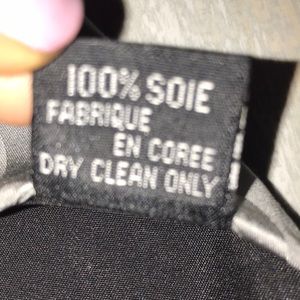 100% SOIE
FABRIQUE
EN COREE
DRY CLEAN ONLY